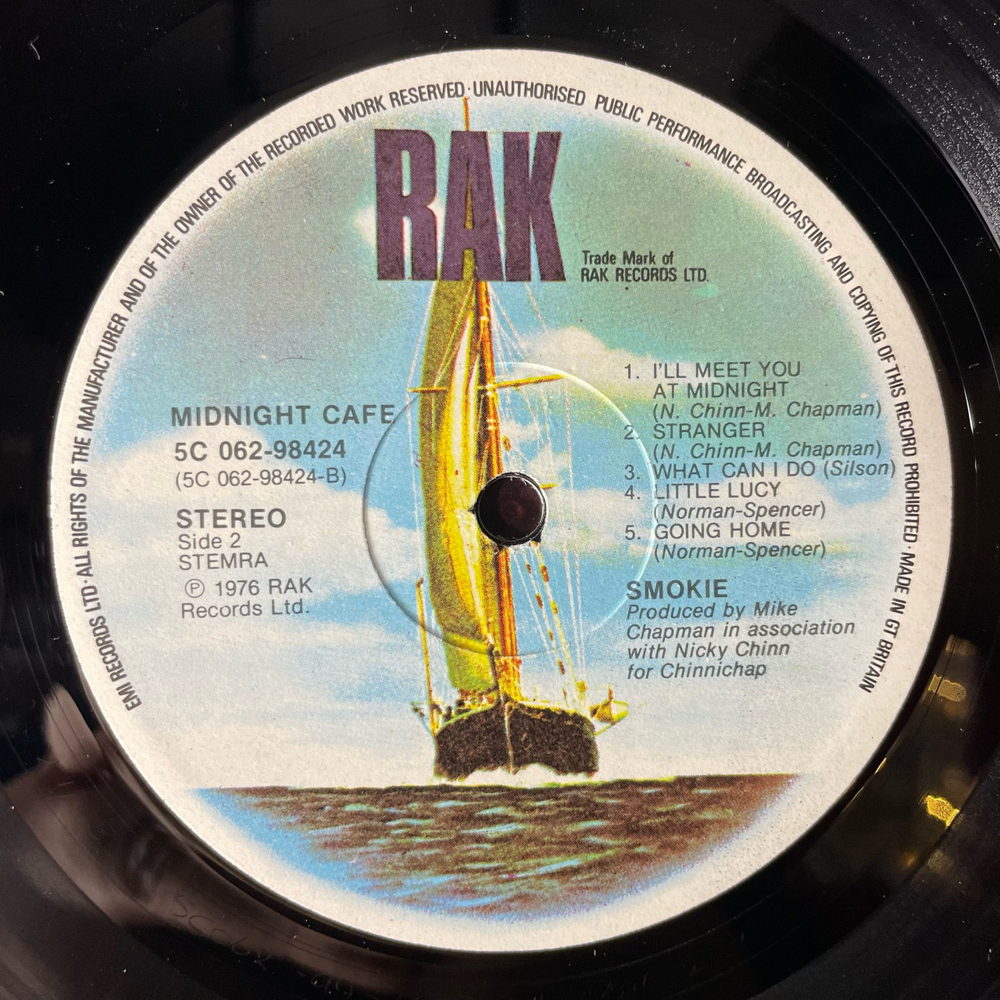 EMI RECORDS LTD·ALL RIGHTS OF THE MANUFACTURER AND OF THE OWNER OF THE RECORDED WORK RESERVED·UNAUTHORISED PUBLIC PERFORMANCE BROADCASTING AND COPYING OF THIS RECORD PROHIBITED·MADE IN GT BRITAIN
RAK
Trade Mark of
RAK RECORDS LTD.
MIDNIGHT CAFE
5C 062-98424
(5C 062-98424-B)
STEREO
Side 2
STEMRA
℗ 1976 RAK
Records Ltd.
1. I'LL MEET YOU
AT MIDNIGHT
(N. Chinn-M. Chapman)
2. STRANGER
(N. Chinn-M. Chapman)
3. WHAT CAN I DO (Silson)
4. LITTLE LUCY
(Norman-Spencer)
5. GOING HOME
(Norman-Spencer)
SMOKIE
Produced by Mike
Chapman in association
with Nicky Chinn
for Chinnichap